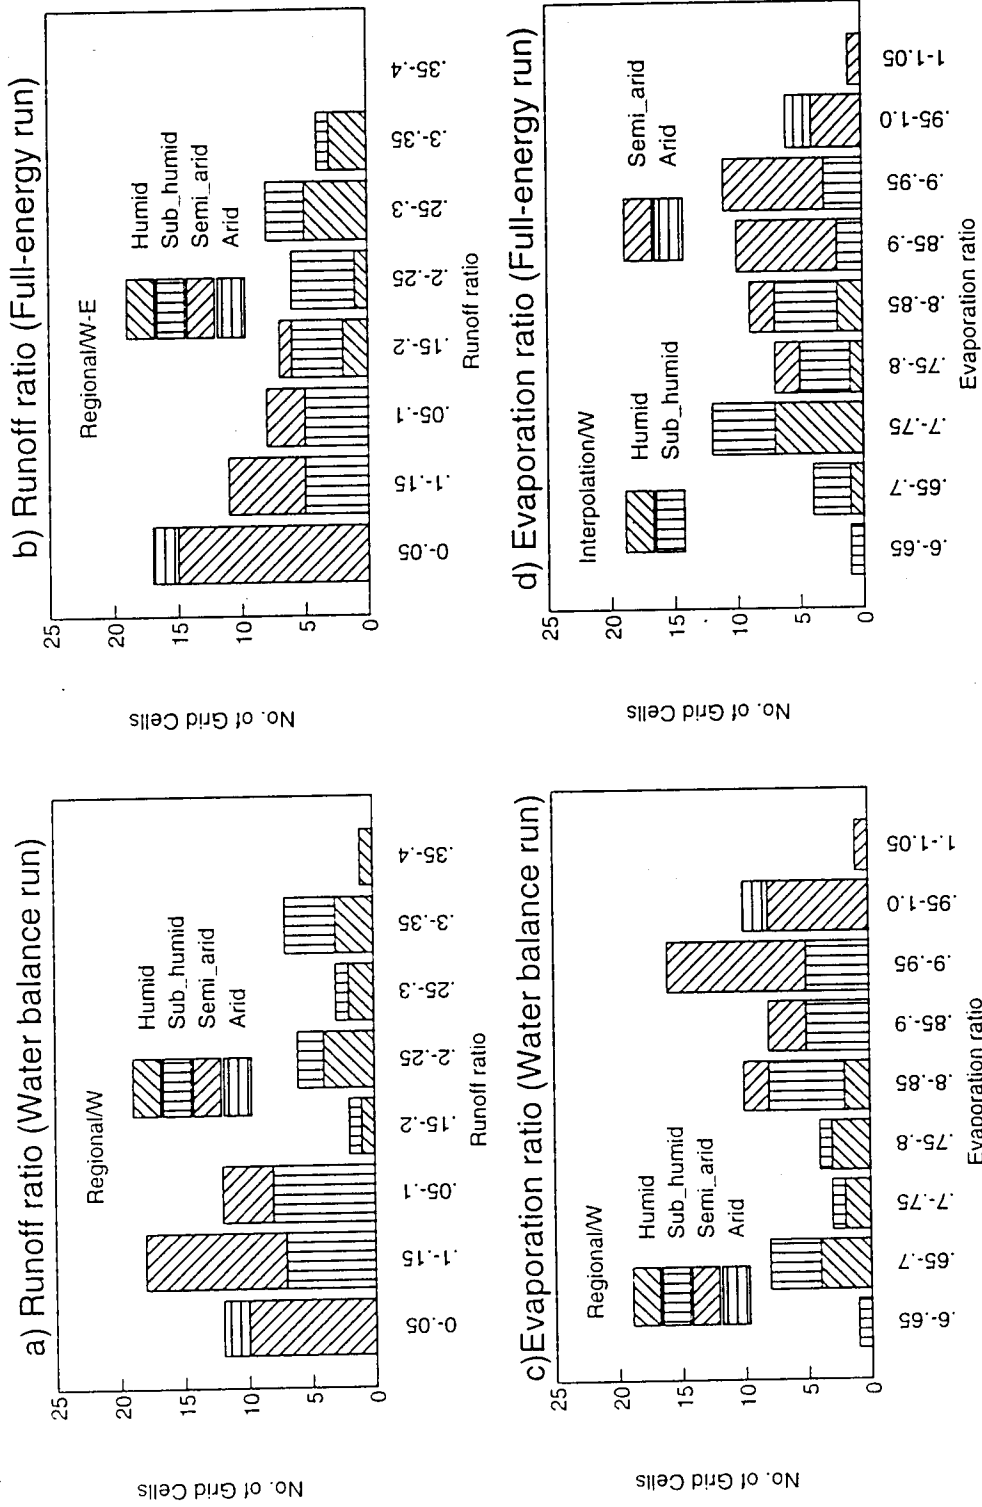 a) Runoff ratio (Water balance run)
Regional/W
Humid
Sub_humid
Semi_arid
Arid
No. of Grid Cells
25
20
15
10
5
0
0-.05
.1-.15
.05-.1
.15-.2
.2-.25
.25-.3
.3-.35
.35-.4
Runoff ratio
b) Runoff ratio (Full-energy run)
Regional/W-E
Humid
Sub_humid
Semi_arid
Arid
No. of Grid Cells
25
20
15
10
5
0
0-.05
.1-.15
.05-.1
.15-.2
.2-.25
.25-.3
.3-.35
.35-.4
Runoff ratio
c)Evaporation ratio (Water balance run)
Regional/W
Humid
Sub_humid
Semi_arid
Arid
No. of Grid Cells
25
20
15
10
5
0
.6-.65
.65-.7
.7-.75
.75-.8
.8-.85
.85-.9
.9-.95
.95-1.0
1.-1.05
Evaporation ratio
d) Evaporation ratio (Full-energy run)
Interpolation/W
Humid
Sub_humid
Semi_arid
Arid
No. of Grid Cells
25
20
15
10
5
0
.6-.65
.65-.7
.7-.75
.75-.8
.8-.85
.85-.9
.9-.95
.95-1.0
1-1.05
Evaporation ratio